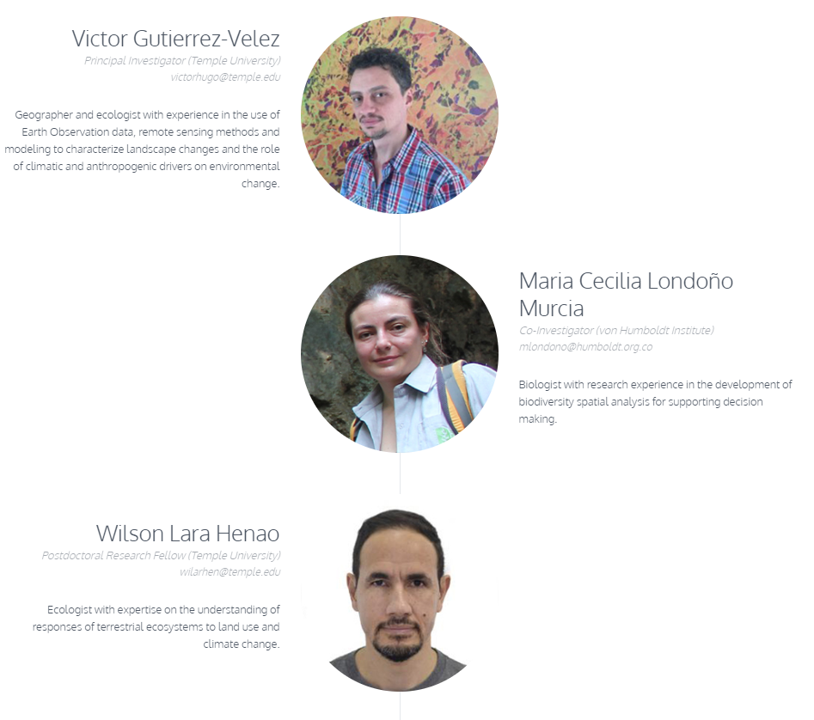 Victor Gutierrez-Velez
Principal Investigator (Temple University)
victorhugo@temple.edu
Geographer and ecologist with experience in the use of
Earth Observation data, remote sensing methods and
modeling to characterize landscape changes and the role
of climatic and anthropogenic drivers on environmental
change.
Maria Cecilia Londoño
Murcia
Co-Investigator (von Humboldt Institute)
mlondono@humboldt.org.co
Biologist with research experience in the development of
biodiversity spatial analysis for supporting decision
making.
Wilson Lara Henao
Postdoctoral Research Fellow (Temple University)
wilarhen@temple.edu
Ecologist with expertise on the understanding of
responses of terrestrial ecosystems to land use and
climate change.